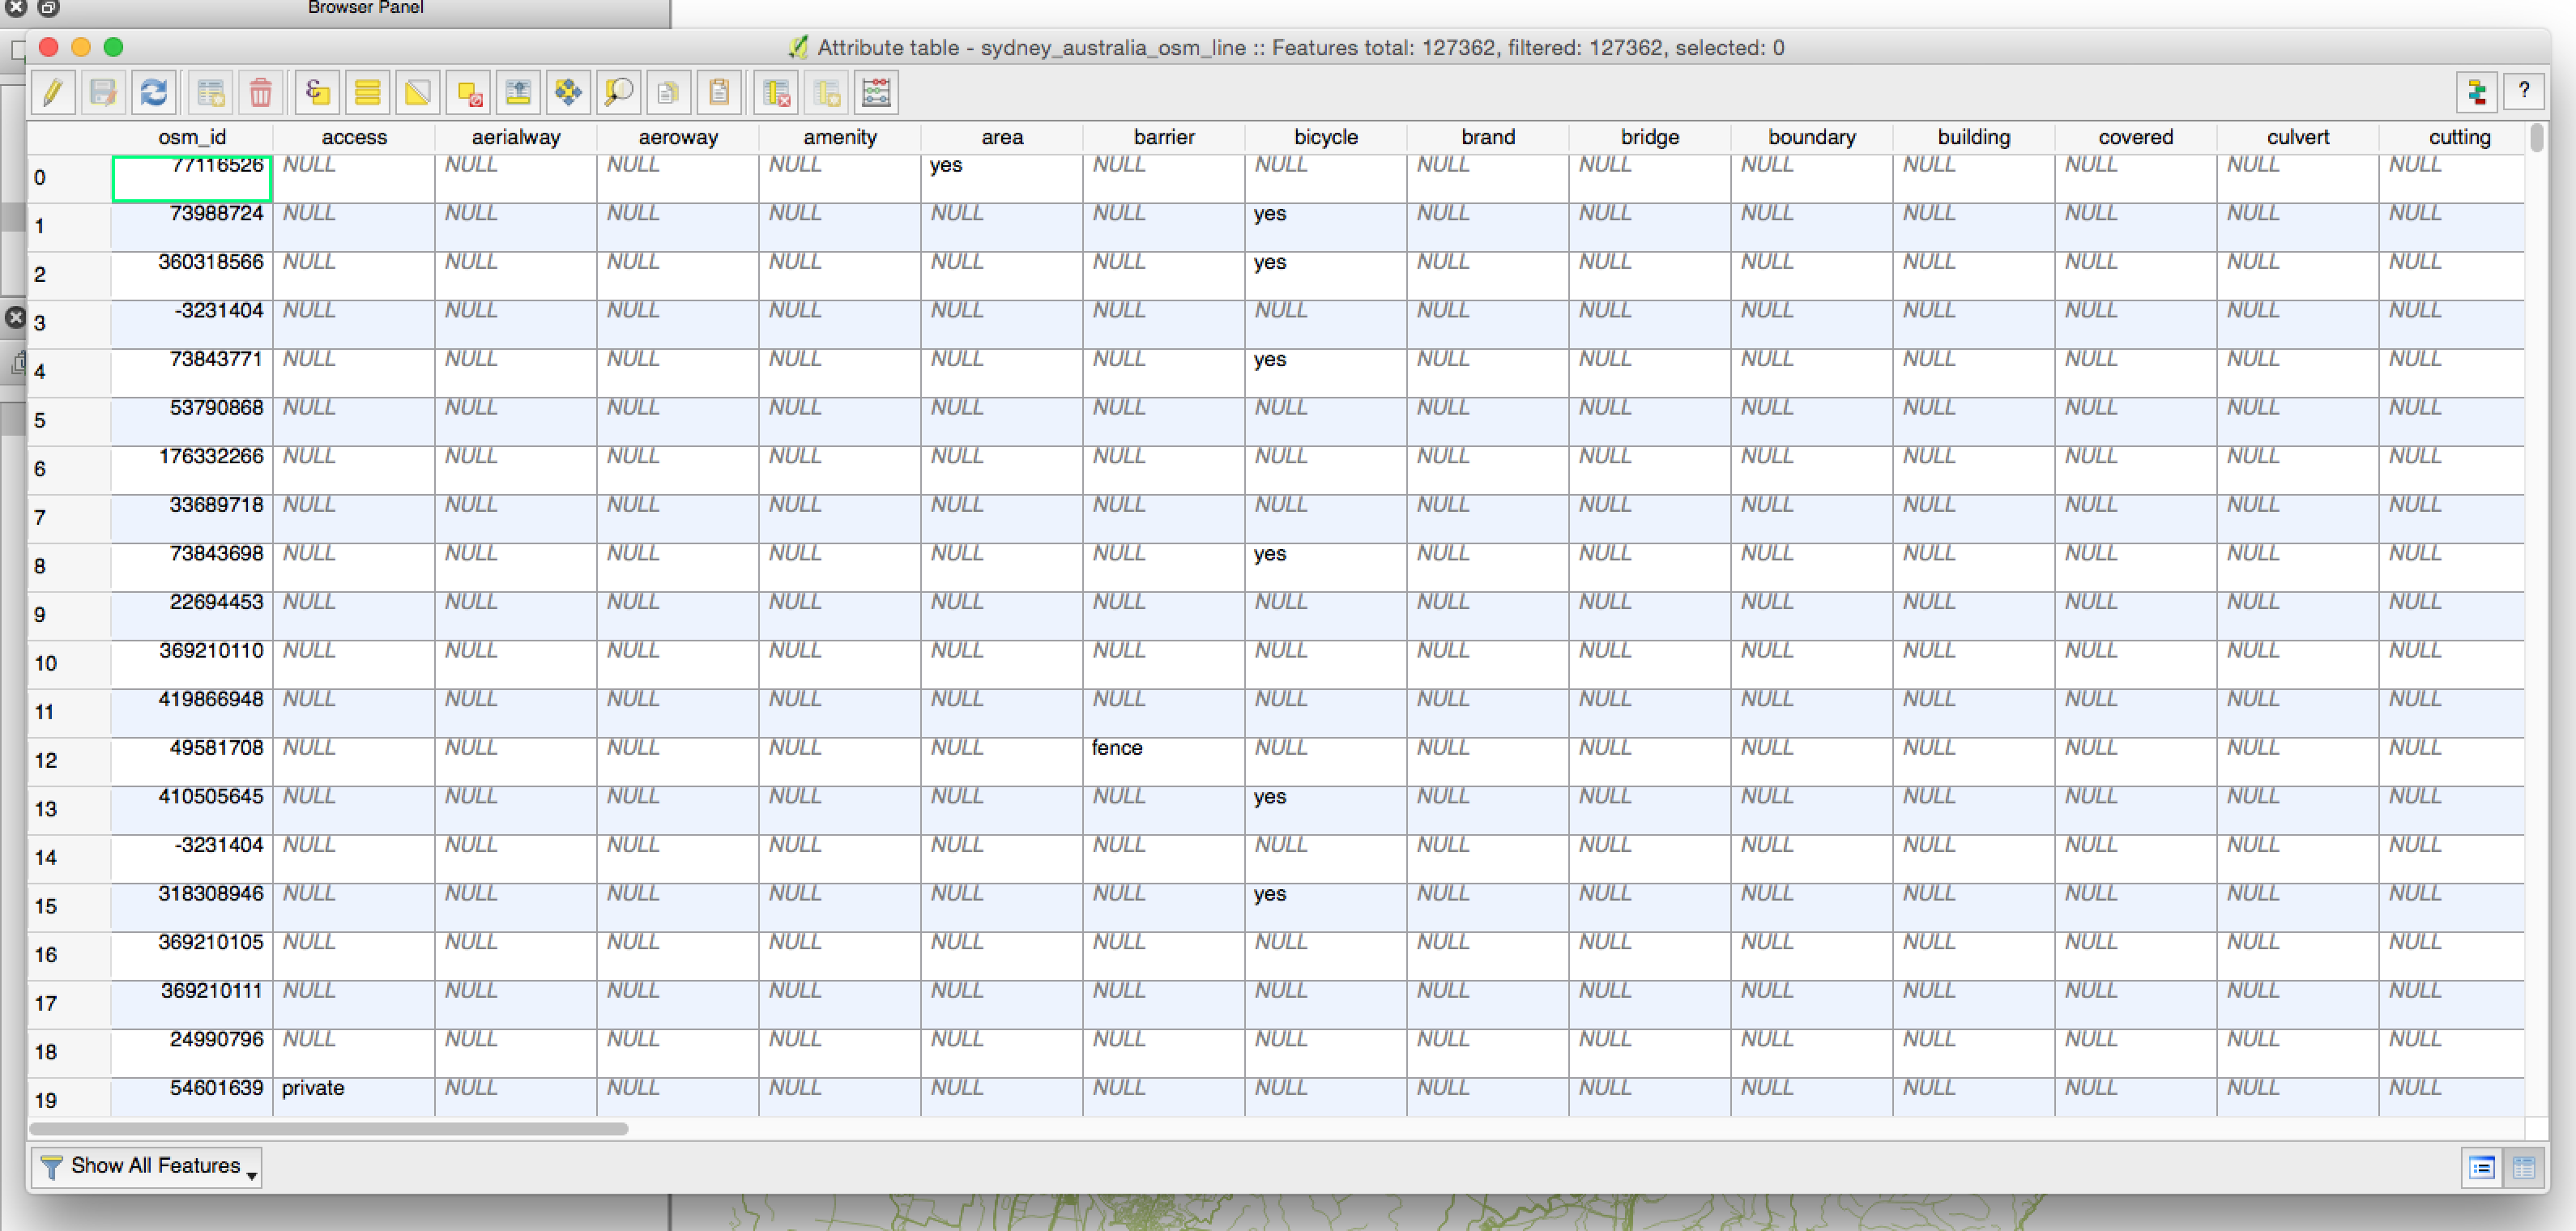 Browser Panel
Attribute table - sydney_australia_osm_line :: Features total: 127362, filtered: 127362, selected: 0
ε ?
osm_id access aerialway aeroway amenity area barrier bicycle brand bridge boundary building covered culvert cutting
0 77116526 NULL NULL NULL NULL yes NULL NULL NULL NULL NULL NULL NULL NULL NULL
1 73988724 NULL NULL NULL NULL NULL NULL yes NULL NULL NULL NULL NULL NULL NULL
2 360318566 NULL NULL NULL NULL NULL NULL yes NULL NULL NULL NULL NULL NULL NULL
3 -3231404 NULL NULL NULL NULL NULL NULL NULL NULL NULL NULL NULL NULL NULL NULL
4 73843771 NULL NULL NULL NULL NULL NULL yes NULL NULL NULL NULL NULL NULL NULL
5 53790868 NULL NULL NULL NULL NULL NULL NULL NULL NULL NULL NULL NULL NULL NULL
6 176332266 NULL NULL NULL NULL NULL NULL NULL NULL NULL NULL NULL NULL NULL NULL
7 33689718 NULL NULL NULL NULL NULL NULL NULL NULL NULL NULL NULL NULL NULL NULL
8 73843698 NULL NULL NULL NULL NULL NULL yes NULL NULL NULL NULL NULL NULL NULL
9 22694453 NULL NULL NULL NULL NULL NULL NULL NULL NULL NULL NULL NULL NULL NULL
10 369210110 NULL NULL NULL NULL NULL NULL NULL NULL NULL NULL NULL NULL NULL NULL
11 419866948 NULL NULL NULL NULL NULL NULL NULL NULL NULL NULL NULL NULL NULL NULL
12 49581708 NULL NULL NULL NULL NULL fence NULL NULL NULL NULL NULL NULL NULL NULL
13 410505645 NULL NULL NULL NULL NULL NULL yes NULL NULL NULL NULL NULL NULL NULL
14 -3231404 NULL NULL NULL NULL NULL NULL NULL NULL NULL NULL NULL NULL NULL NULL
15 318308946 NULL NULL NULL NULL NULL NULL yes NULL NULL NULL NULL NULL NULL NULL
16 369210105 NULL NULL NULL NULL NULL NULL NULL NULL NULL NULL NULL NULL NULL NULL
17 369210111 NULL NULL NULL NULL NULL NULL NULL NULL NULL NULL NULL NULL NULL NULL
18 24990796 NULL NULL NULL NULL NULL NULL NULL NULL NULL NULL NULL NULL NULL NULL
19 54601639 private NULL NULL NULL NULL NULL NULL NULL NULL NULL NULL NULL NULL NULL
Show All Features